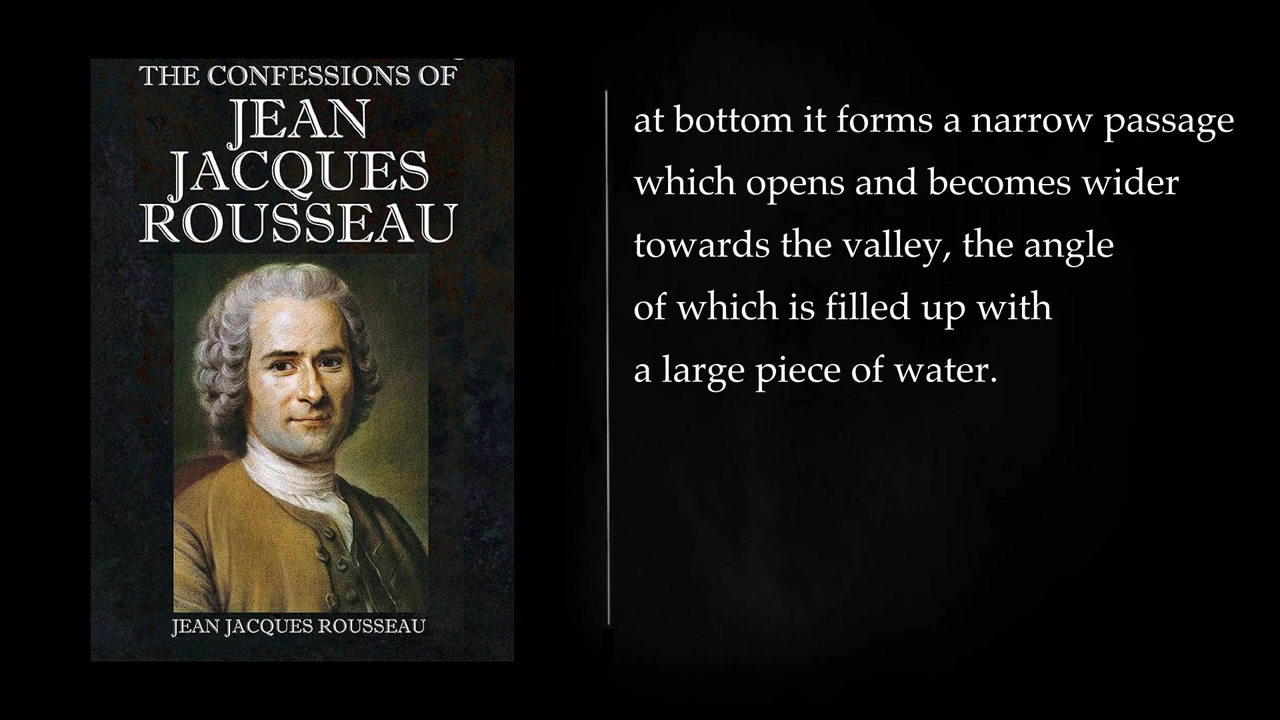 THE CONFESSIONS OF
JEAN
JACQUES
ROUSSEAU
JEAN JACQUES ROUSSEAU
at bottom it forms a narrow passage
which opens and becomes wider
towards the valley, the angle
of which is filled up with
a large piece of water.